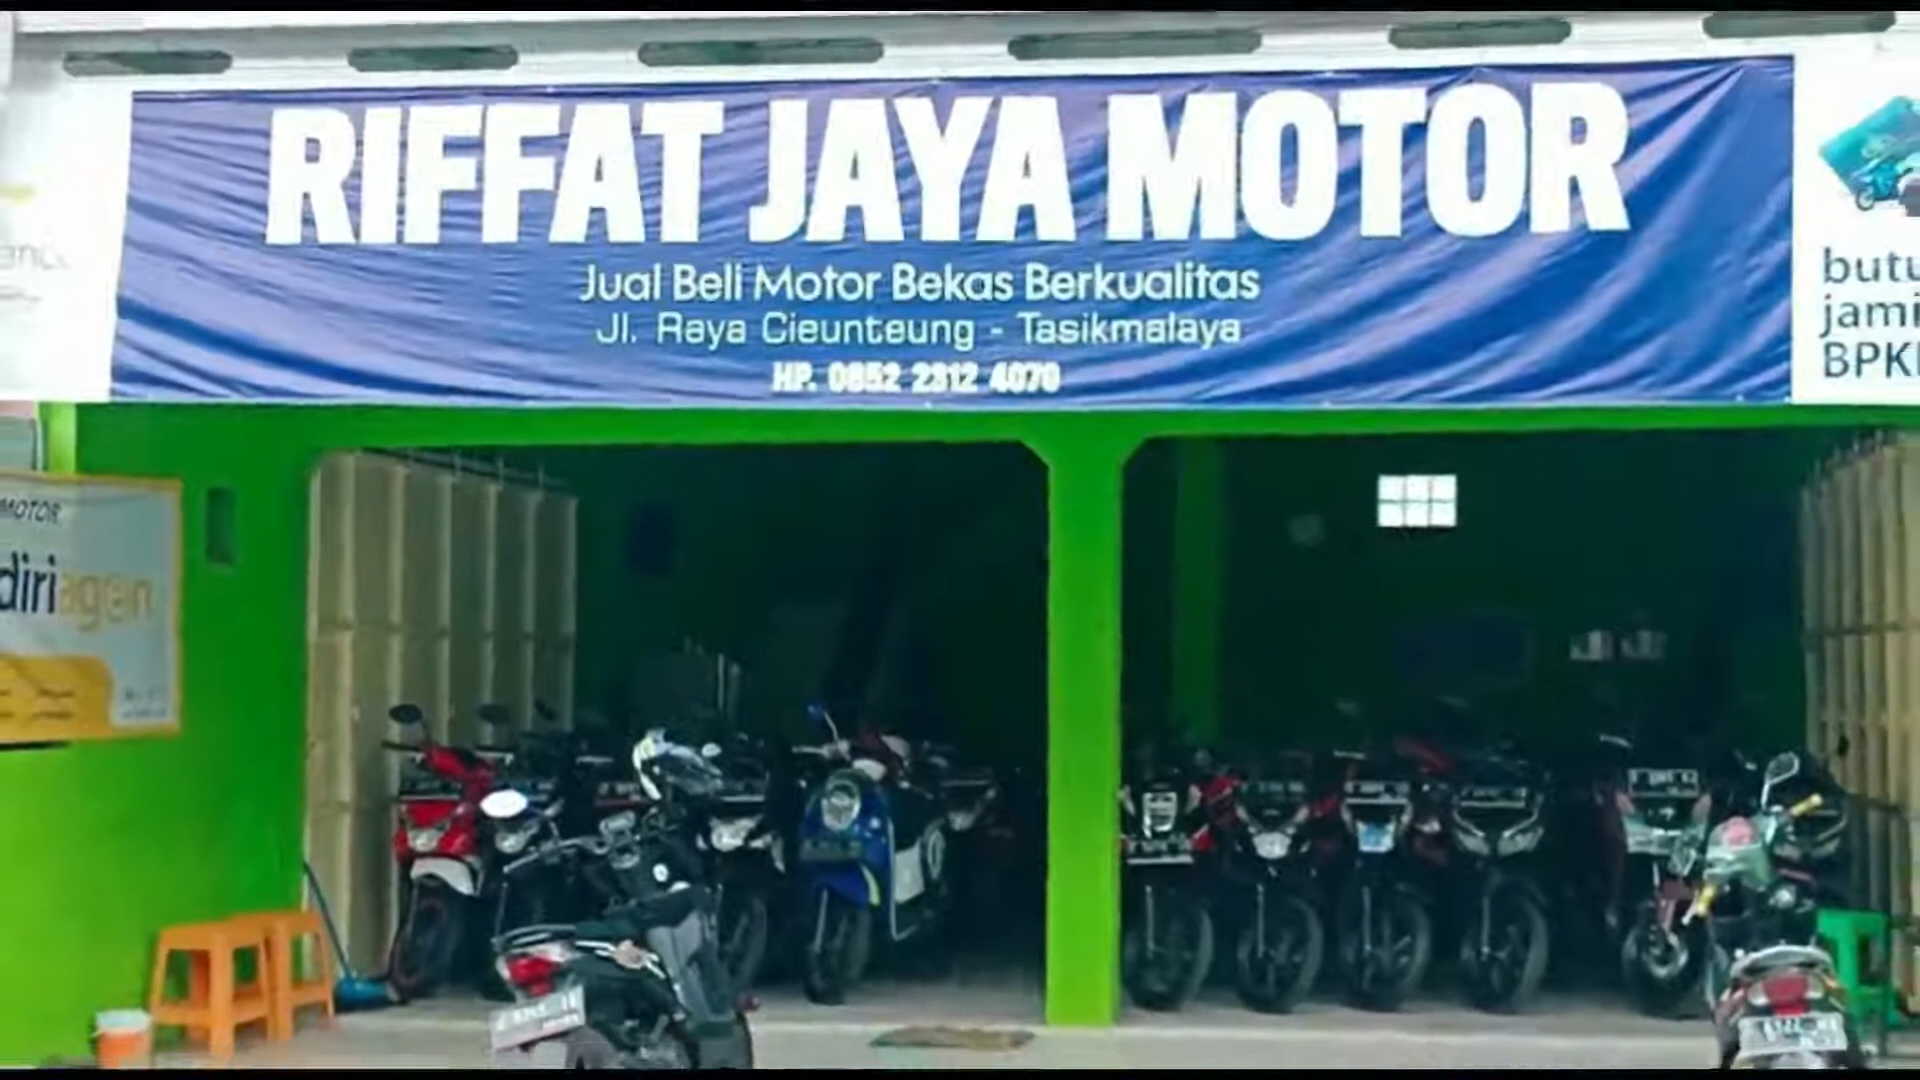 RIFFAT JAYA MOTOR
Jual Beli Motor Bekas Berkualitas
Jl. Raya Cieunteung - Tasikmalaya
HP. 0852 2312 4070
butu
jami
BPK
MOTOR
diriagen